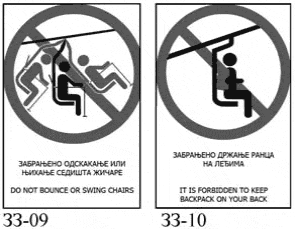 ЗАБРАЊЕНО ОДСКАКАЊЕ ИЛИ
ЊИХАЊЕ СЕДИШТА ЖИЧАРЕ
DO NOT BOUNCE OR SWING CHAIRS
33-09
ЗАБРАЊЕНО ДРЖАЊЕ РАНЦА
НА ЛЕЂИМА
IT IS FORBIDDEN TO KEEP
BACKPACK ON YOUR BACK
33-10